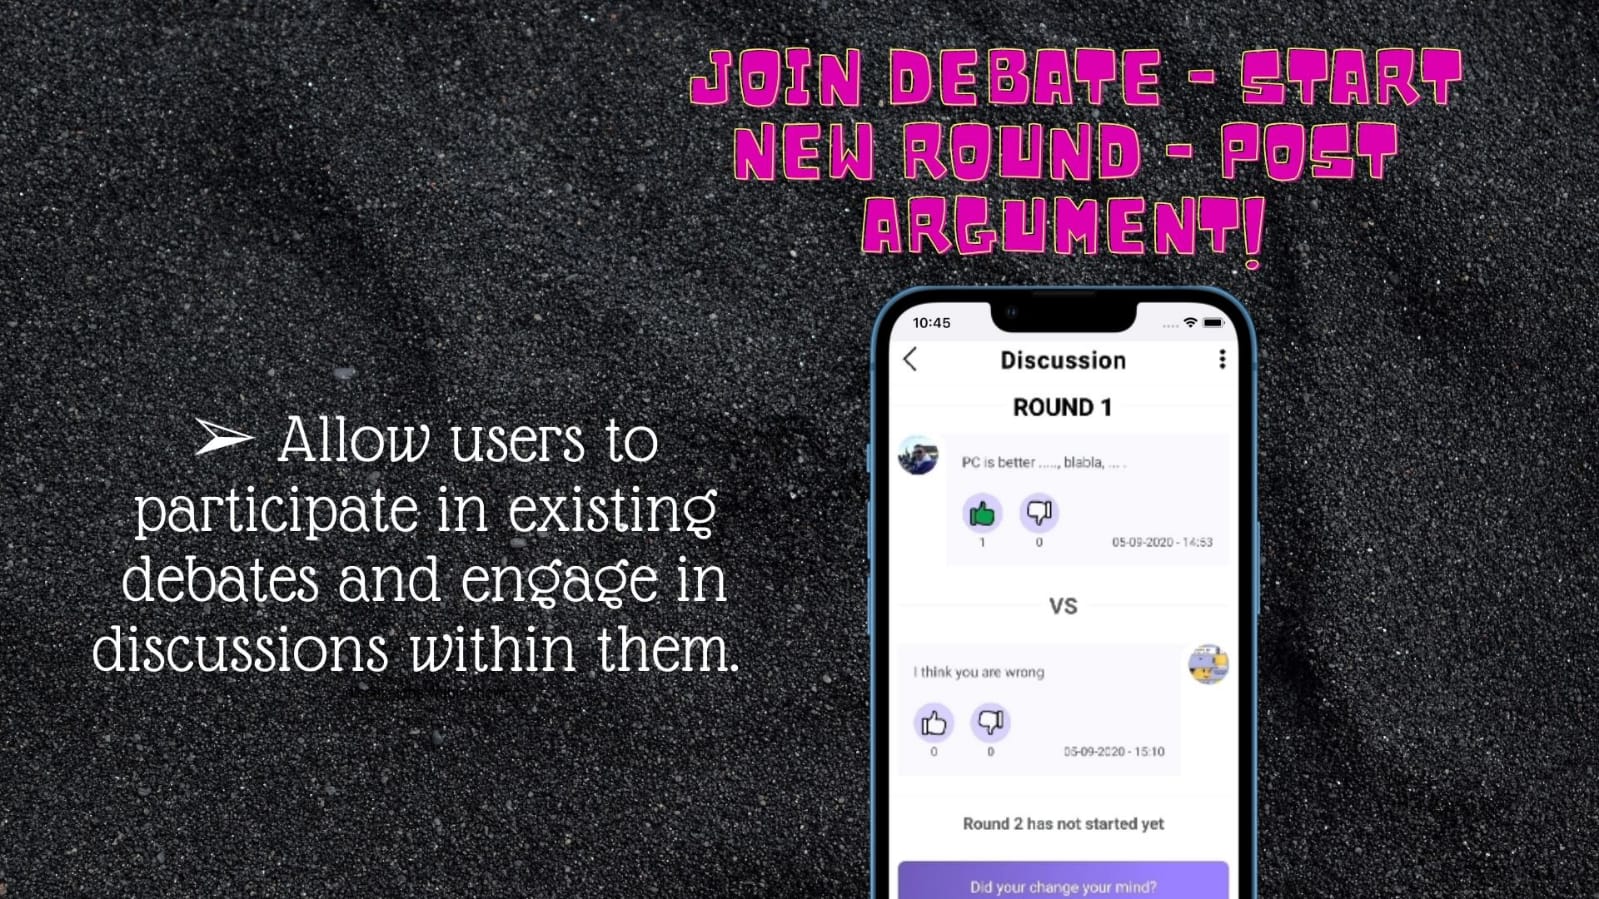 JOIN DEBATE - START
NEW ROUND - POST
ARGUMENT!
➢ Allow users to
participate in existing
debates and engage in
discussions within them.
10:45
Discussion
ROUND 1
PC is better ....., blabla, ... .
1 0 05-09-2020 - 14:53
VS
I think you are wrong
0 0 05-09-2020 - 15:10
Round 2 has not started yet
Did your change your mind?